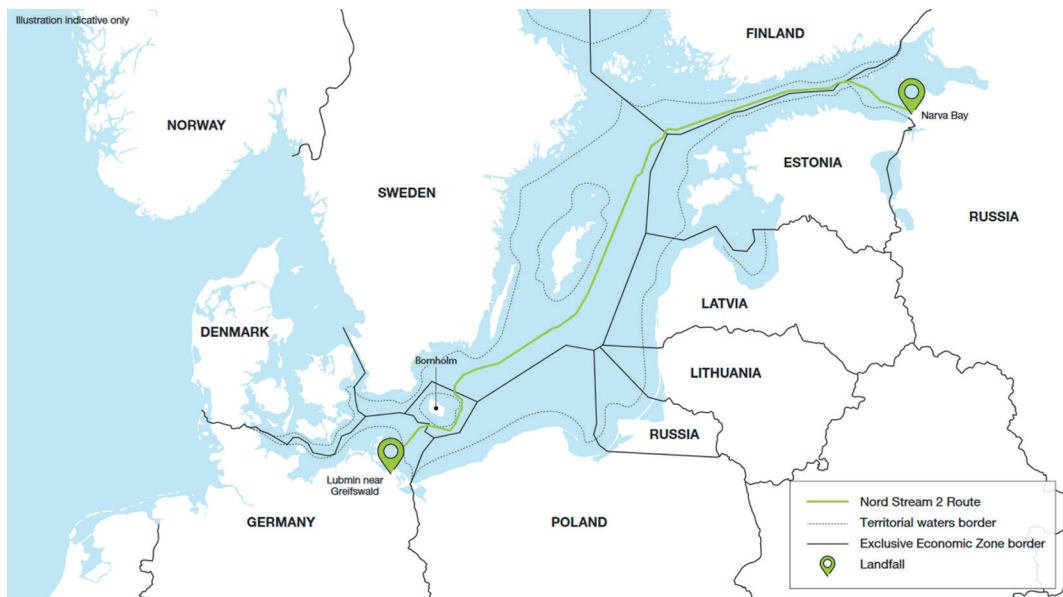 Illustration indicative only
FINLAND
NORWAY
Narva Bay
ESTONIA
SWEDEN
RUSSIA
LATVIA
DENMARK
Bornholm
LITHUANIA
RUSSIA
Lubmin near
Greifswald
GERMANY
POLAND
Nord Stream 2 Route
Territorial waters border
Exclusive Economic Zone border
Landfall